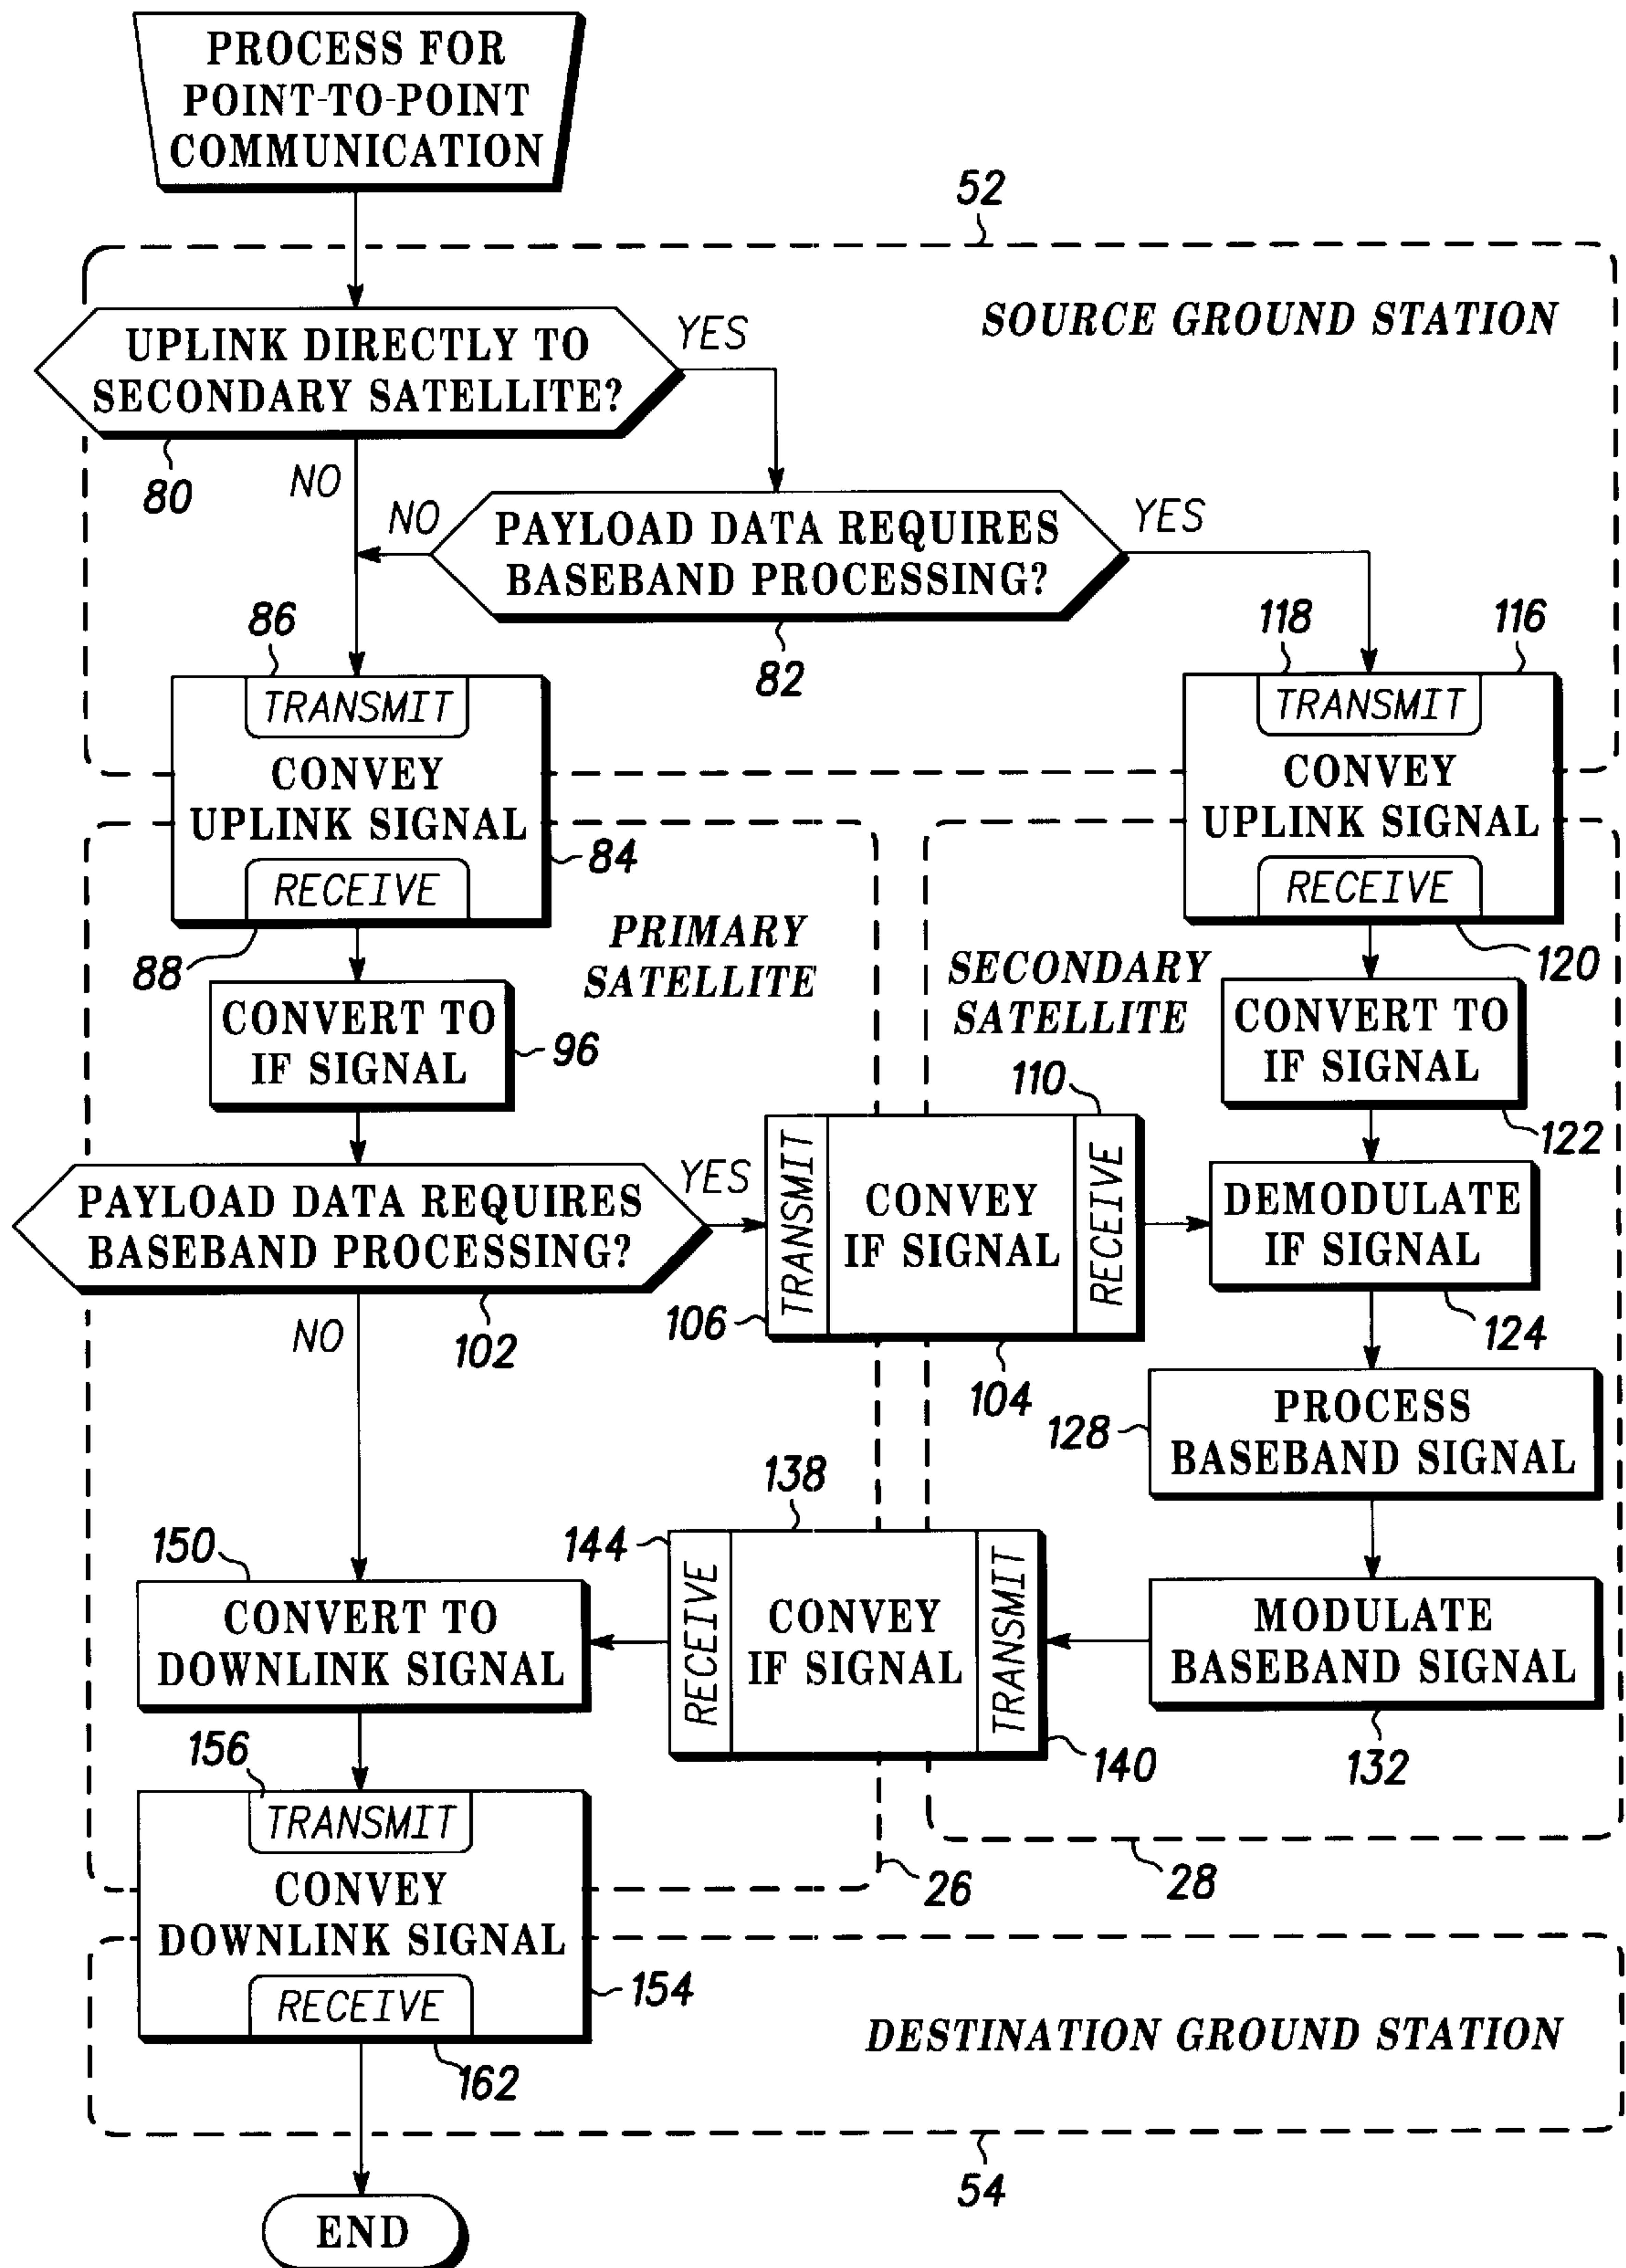 PROCESS FOR
POINT-TO-POINT
COMMUNICATION
52
SOURCE GROUND STATION
UPLINK DIRECTLY TO
SECONDARY SATELLITE?
YES
80
NO
NO
PAYLOAD DATA REQUIRES
BASEBAND PROCESSING?
YES
82
86
118
116
TRANSMIT
CONVEY
UPLINK SIGNAL
RECEIVE
84
88
TRANSMIT
CONVEY
UPLINK SIGNAL
RECEIVE
120
PRIMARY
SATELLITE
SECONDARY
SATELLITE
CONVERT TO
IF SIGNAL
96
CONVERT TO
IF SIGNAL
122
110
PAYLOAD DATA REQUIRES
BASEBAND PROCESSING?
YES
102
NO
TRANSMIT
CONVEY
IF SIGNAL
RECEIVE
106
104
DEMODULATE
IF SIGNAL
124
128
PROCESS
BASEBAND SIGNAL
138
144
150
CONVERT TO
DOWNLINK SIGNAL
RECEIVE
CONVEY
IF SIGNAL
TRANSMIT
140
MODULATE
BASEBAND SIGNAL
132
156
TRANSMIT
CONVEY
DOWNLINK SIGNAL
RECEIVE
154
162
26
28
DESTINATION GROUND STATION
54
END